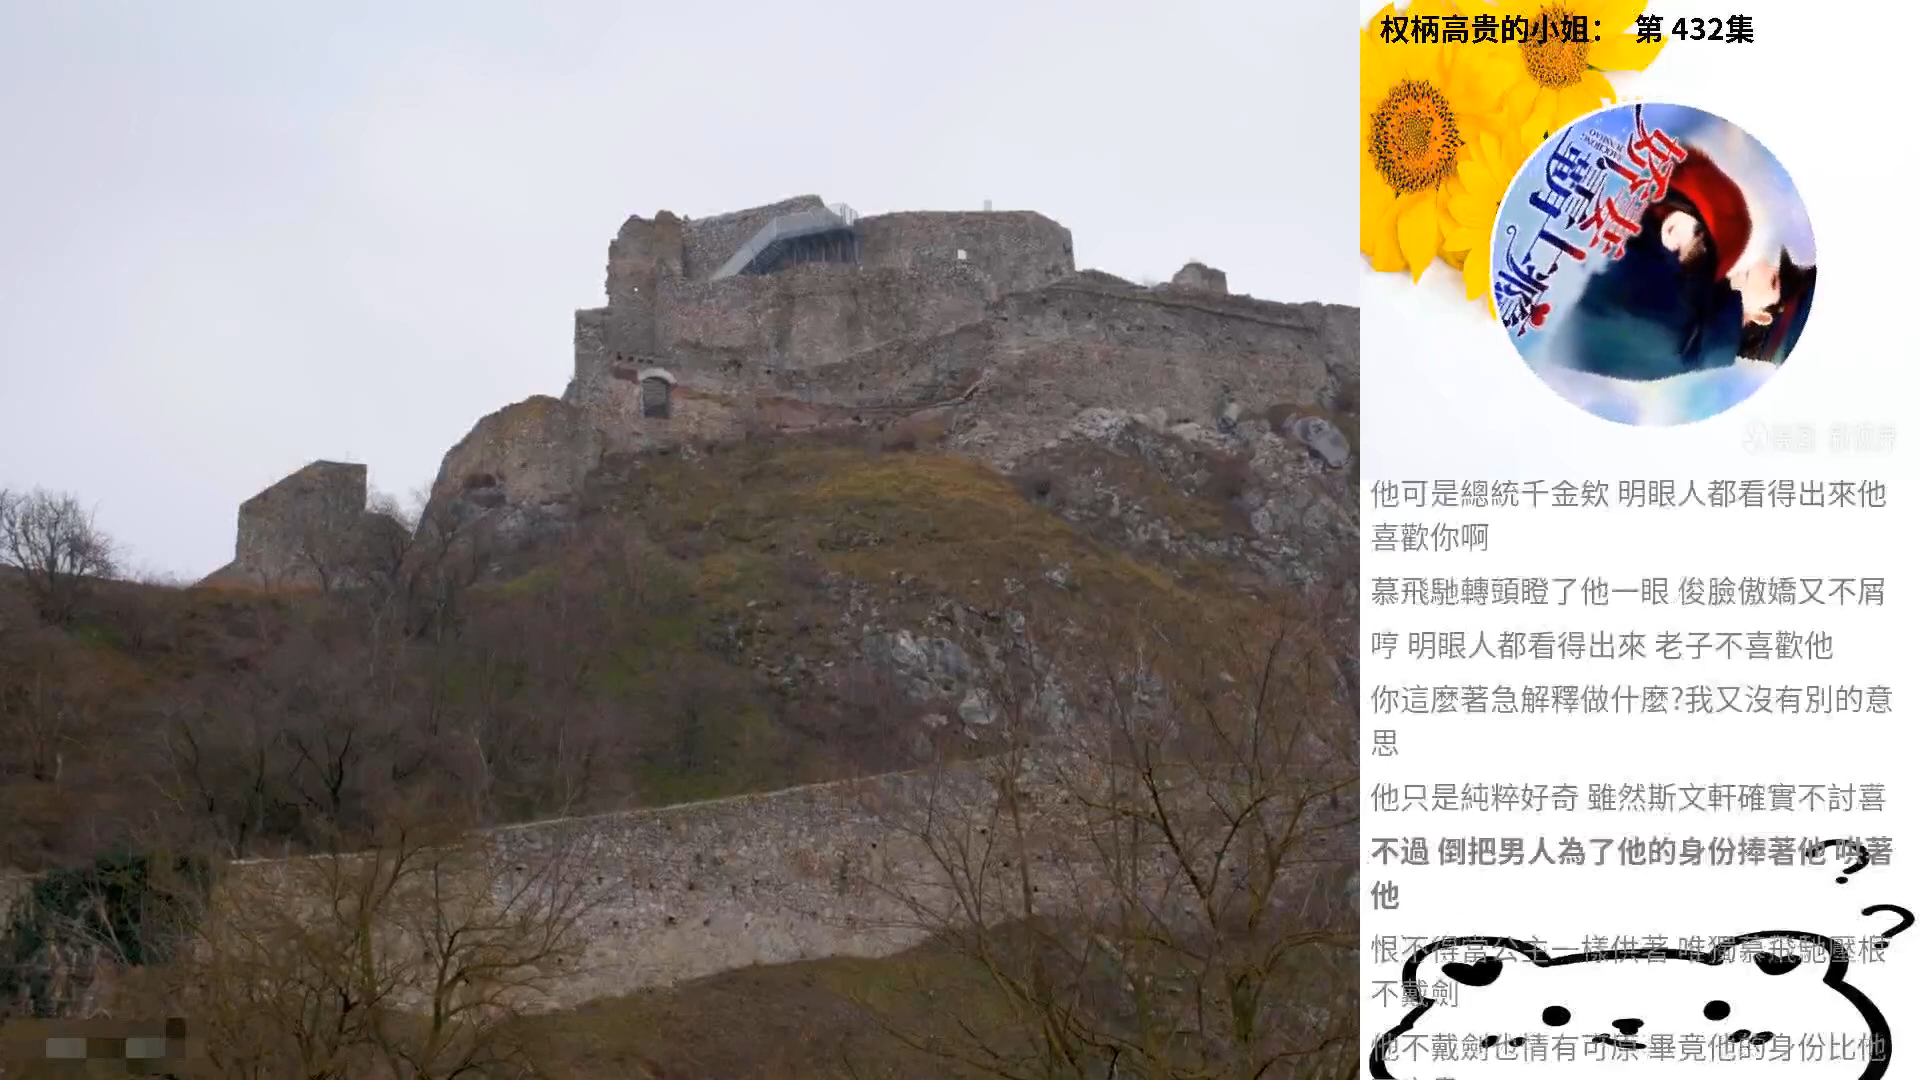 权柄高贵的小姐： 第 432集
他可是總統千金欸 明眼人都看得出來他
喜歡你啊
慕飛馳轉頭瞪了他一眼 俊臉傲嬌又不屑
哼 明眼人都看得出來 老子不喜歡他
你這麼著急解釋做什麼?我又沒有別的意
思
他只是純粹好奇 雖然斯文軒確實不討喜
不過 倒把男人為了他的身份捧著他 哄著
他
恨不得當公主一樣供著 唯獨慕飛馳壓根
不戴劍
他不戴劍也情有可原 畢竟他的身份比他